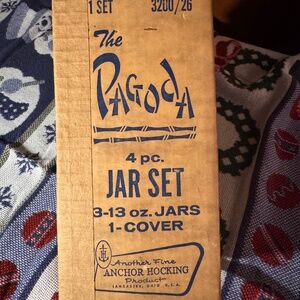 1 SET 3200/26
The
PAGODA
4 pc.
JAR SET
3-13 oz. JARS
1-COVER
Another Fine
ANCHOR HOCKING
Product
LANCASTER, OHIO U.S.A.